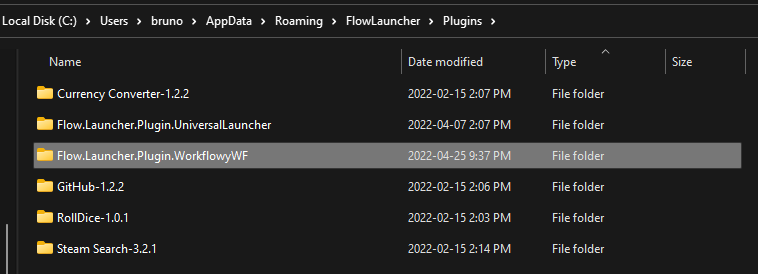 Local Disk (C:) > Users > bruno > AppData > Roaming > FlowLauncher > Plugins >
Name Date modified Type Size
Currency Converter-1.2.2 2022-02-15 2:07 PM File folder
Flow.Launcher.Plugin.UniversalLauncher 2022-04-07 2:07 PM File folder
Flow.Launcher.Plugin.WorkflowyWF 2022-04-25 9:37 PM File folder
GitHub-1.2.2 2022-02-15 2:06 PM File folder
RollDice-1.0.1 2022-02-15 2:03 PM File folder
Steam Search-3.2.1 2022-02-15 2:14 PM File folder